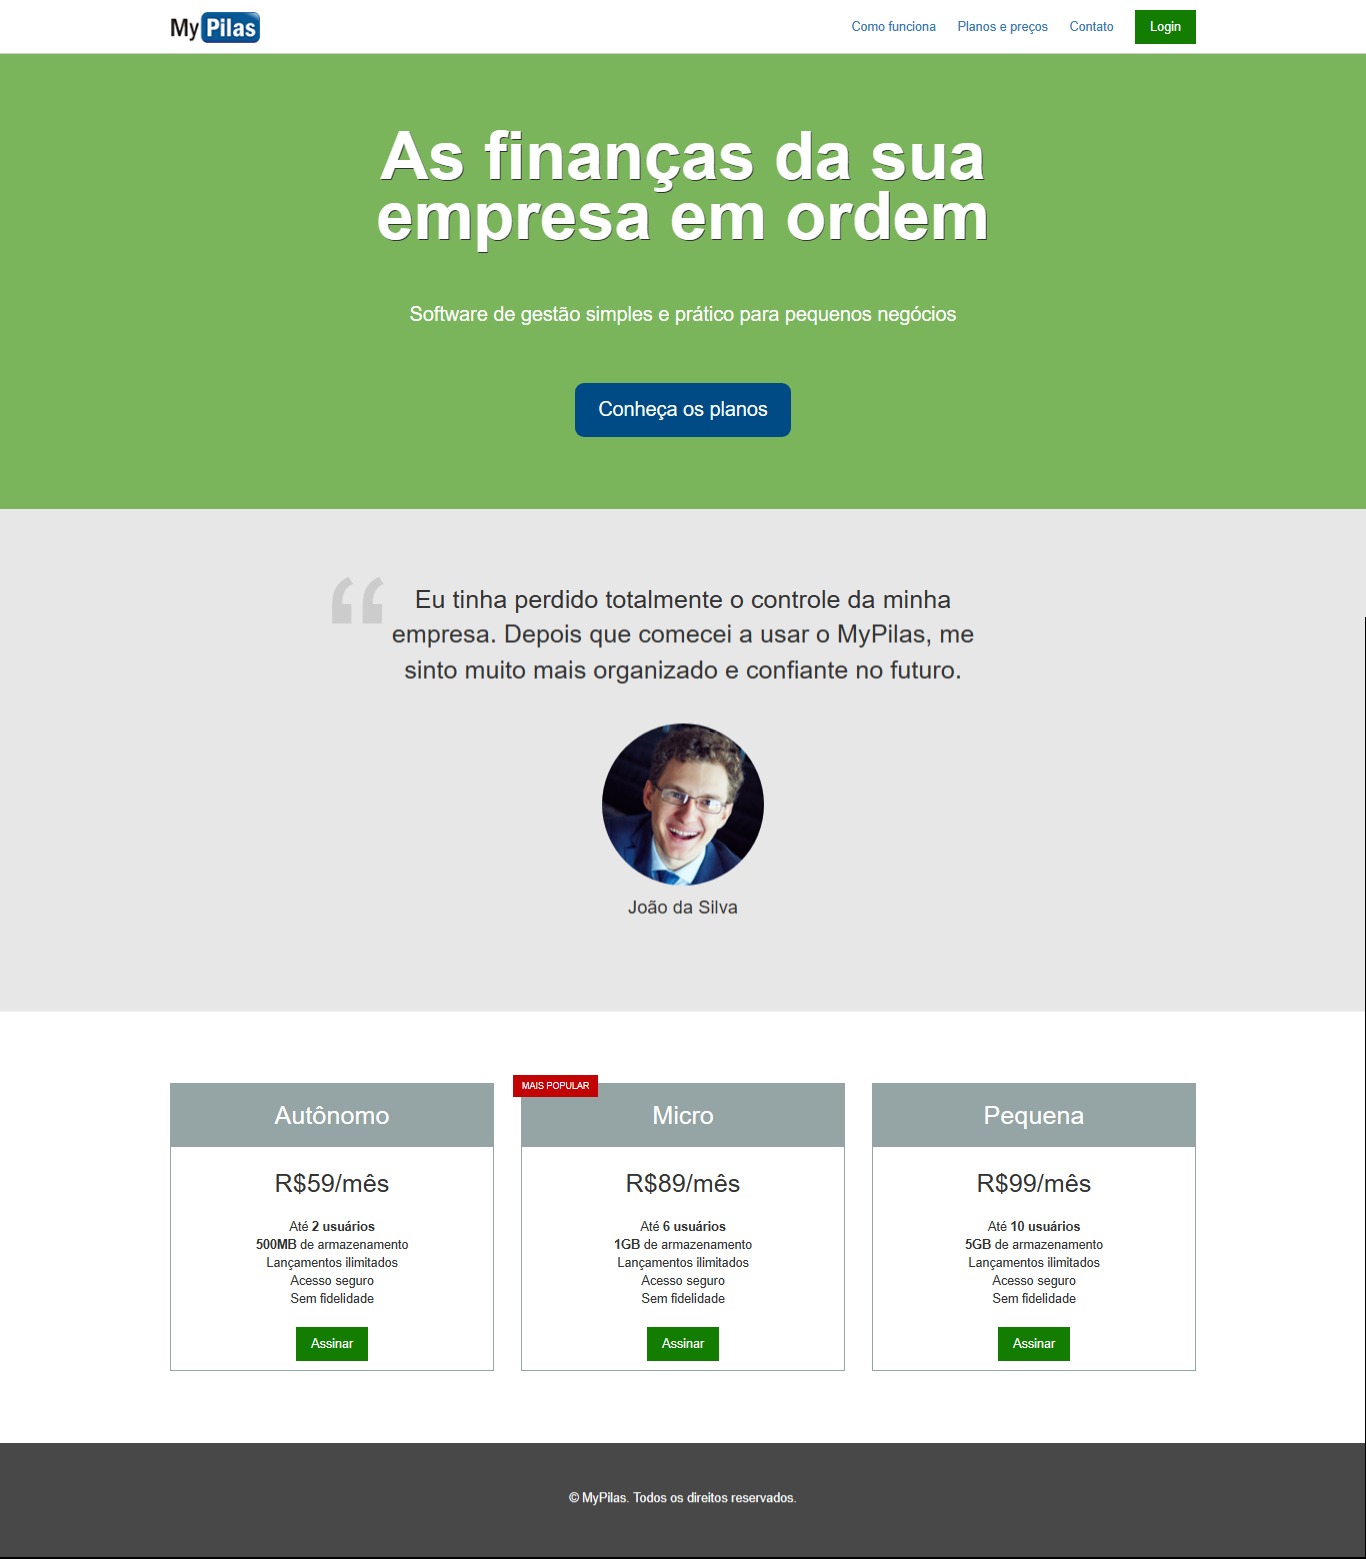 MyPilas
Como funciona
Planos e preços
Contato
Login
As finanças da sua
empresa em ordem
Software de gestão simples e prático para pequenos negócios
Conheça os planos
“
Eu tinha perdido totalmente o controle da minha
empresa. Depois que comecei a usar o MyPilas, me
sinto muito mais organizado e confiante no futuro.
João da Silva
Autônomo
R$59/mês
Até 2 usuários
500MB de armazenamento
Lançamentos ilimitados
Acesso seguro
Sem fidelidade
Assinar
MAIS POPULAR
Micro
R$89/mês
Até 6 usuários
1GB de armazenamento
Lançamentos ilimitados
Acesso seguro
Sem fidelidade
Assinar
Pequena
R$99/mês
Até 10 usuários
5GB de armazenamento
Lançamentos ilimitados
Acesso seguro
Sem fidelidade
Assinar
© MyPilas. Todos os direitos reservados.